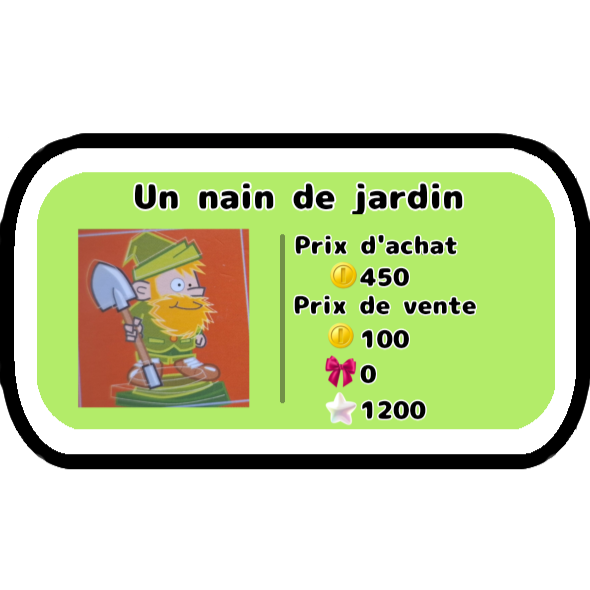 Un nain de jardin
Prix d'achat
450
Prix de vente
100
0
1200